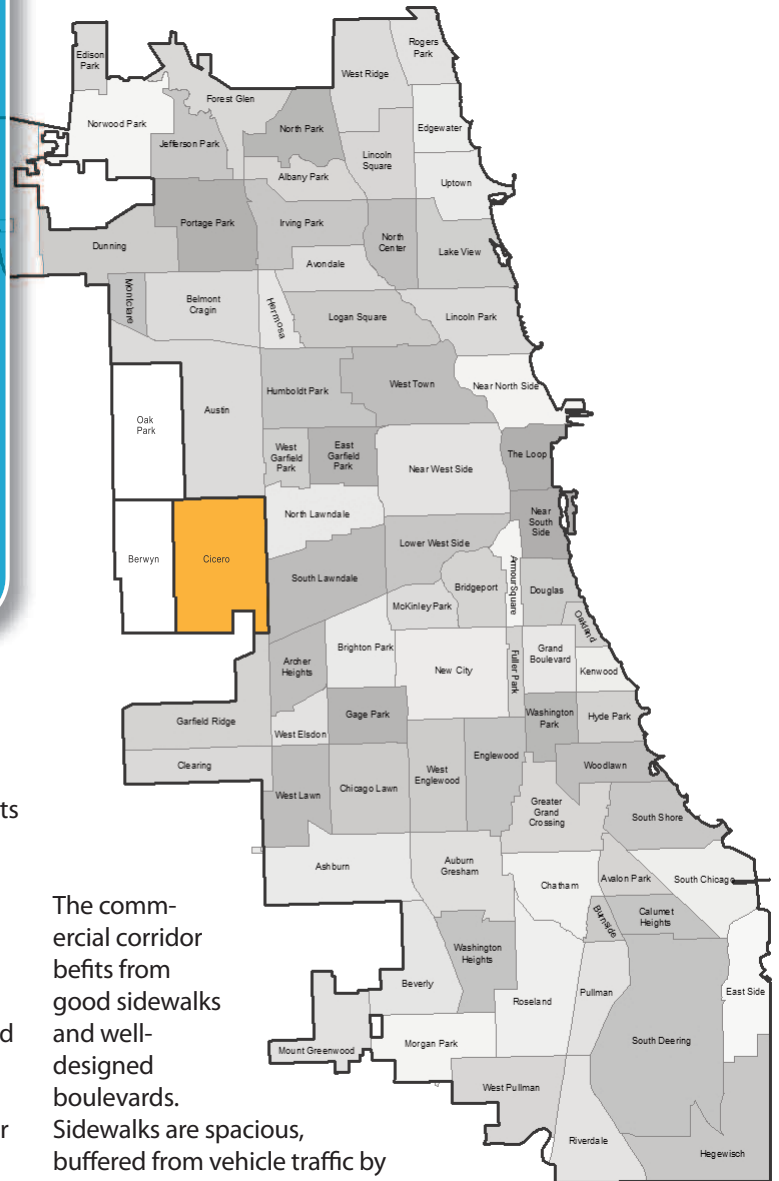 Edison
Park
Rogers
Park
West Ridge
Forest Glen
Norwood Park
North Park
Edgewater
Jefferson Park
Lincoln
Square
Albany Park
Uptown
Portage Park
Irving Park
North
Center
Dunning
Lake View
Avondale
Montclare
Belmont
Cragin
Hermosa
Logan Square
Lincoln Park
Humboldt Park
West Town
Near North Side
Oak
Park
Austin
West
Garfield
Park
East
Garfield
Park
Near West Side
The Loop
North Lawndale
Near
South
Side
Lower West Side
Berwyn
Cicero
South Lawndale
Bridgeport
Armour Square
Douglas
McKinley Park
Oakland
Brighton Park
Archer
Heights
New City
Fuller Park
Grand
Boulevard
Kenwood
Garfield Ridge
Gage Park
West Elsdon
Washington
Park
Hyde Park
Clearing
West Lawn
Chicago Lawn
West
Englewood
Englewood
Woodlawn
Greater
Grand
Crossing
South Shore
Ashburn
Auburn
Gresham
Chatham
Avalon Park
South Chicago
Burnside
Calumet
Heights
Washington
Heights
Beverly
Roseland
Pullman
East Side
South Deering
Mount Greenwood
Morgan Park
West Pullman
Riverdale
Hegewisch
ts
d
r
The comm-
ercial corridor
befits from
good sidewalks
and well-
designed
boulevards.
Sidewalks are spacious,
buffered from vehicle traffic by